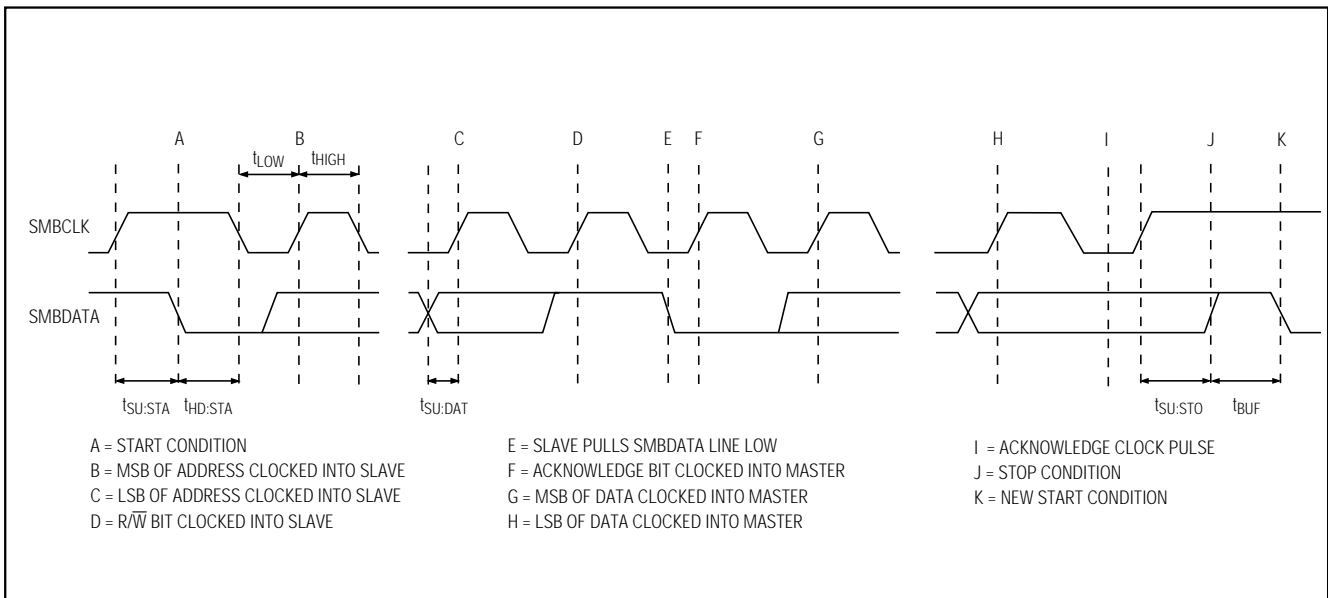 A B C D E F G H I J K
tLOW tHIGH
SMBCLK
SMBDATA
tSU:STA tHD:STA tSU:DAT tSU:STO tBUF
A = START CONDITION
B = MSB OF ADDRESS CLOCKED INTO SLAVE
C = LSB OF ADDRESS CLOCKED INTO SLAVE
D = R/W̅ BIT CLOCKED INTO SLAVE
E = SLAVE PULLS SMBDATA LINE LOW
F = ACKNOWLEDGE BIT CLOCKED INTO MASTER
G = MSB OF DATA CLOCKED INTO MASTER
H = LSB OF DATA CLOCKED INTO MASTER
I = ACKNOWLEDGE CLOCK PULSE
J = STOP CONDITION
K = NEW START CONDITION